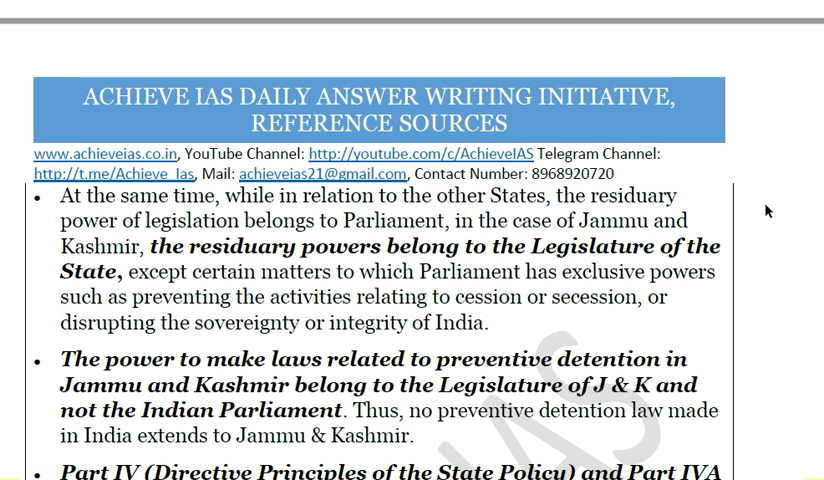 ACHIEVE IAS DAILY ANSWER WRITING INITIATIVE,
REFERENCE SOURCES
www.achieveias.co.in, YouTube Channel: http://youtube.com/c/AchieveIAS Telegram Channel:
http://t.me/Achieve_Ias, Mail: achieveias21@gmail.com, Contact Number: 8968920720
• At the same time, while in relation to the other States, the residuary
power of legislation belongs to Parliament, in the case of Jammu and
Kashmir, the residuary powers belong to the Legislature of the
State, except certain matters to which Parliament has exclusive powers
such as preventing the activities relating to cession or secession, or
disrupting the sovereignty or integrity of India.
• The power to make laws related to preventive detention in
Jammu and Kashmir belong to the Legislature of J & K and
not the Indian Parliament. Thus, no preventive detention law made
in India extends to Jammu & Kashmir.
• Part IV (Directive Principles of the State Policy) and Part IVA
IAS